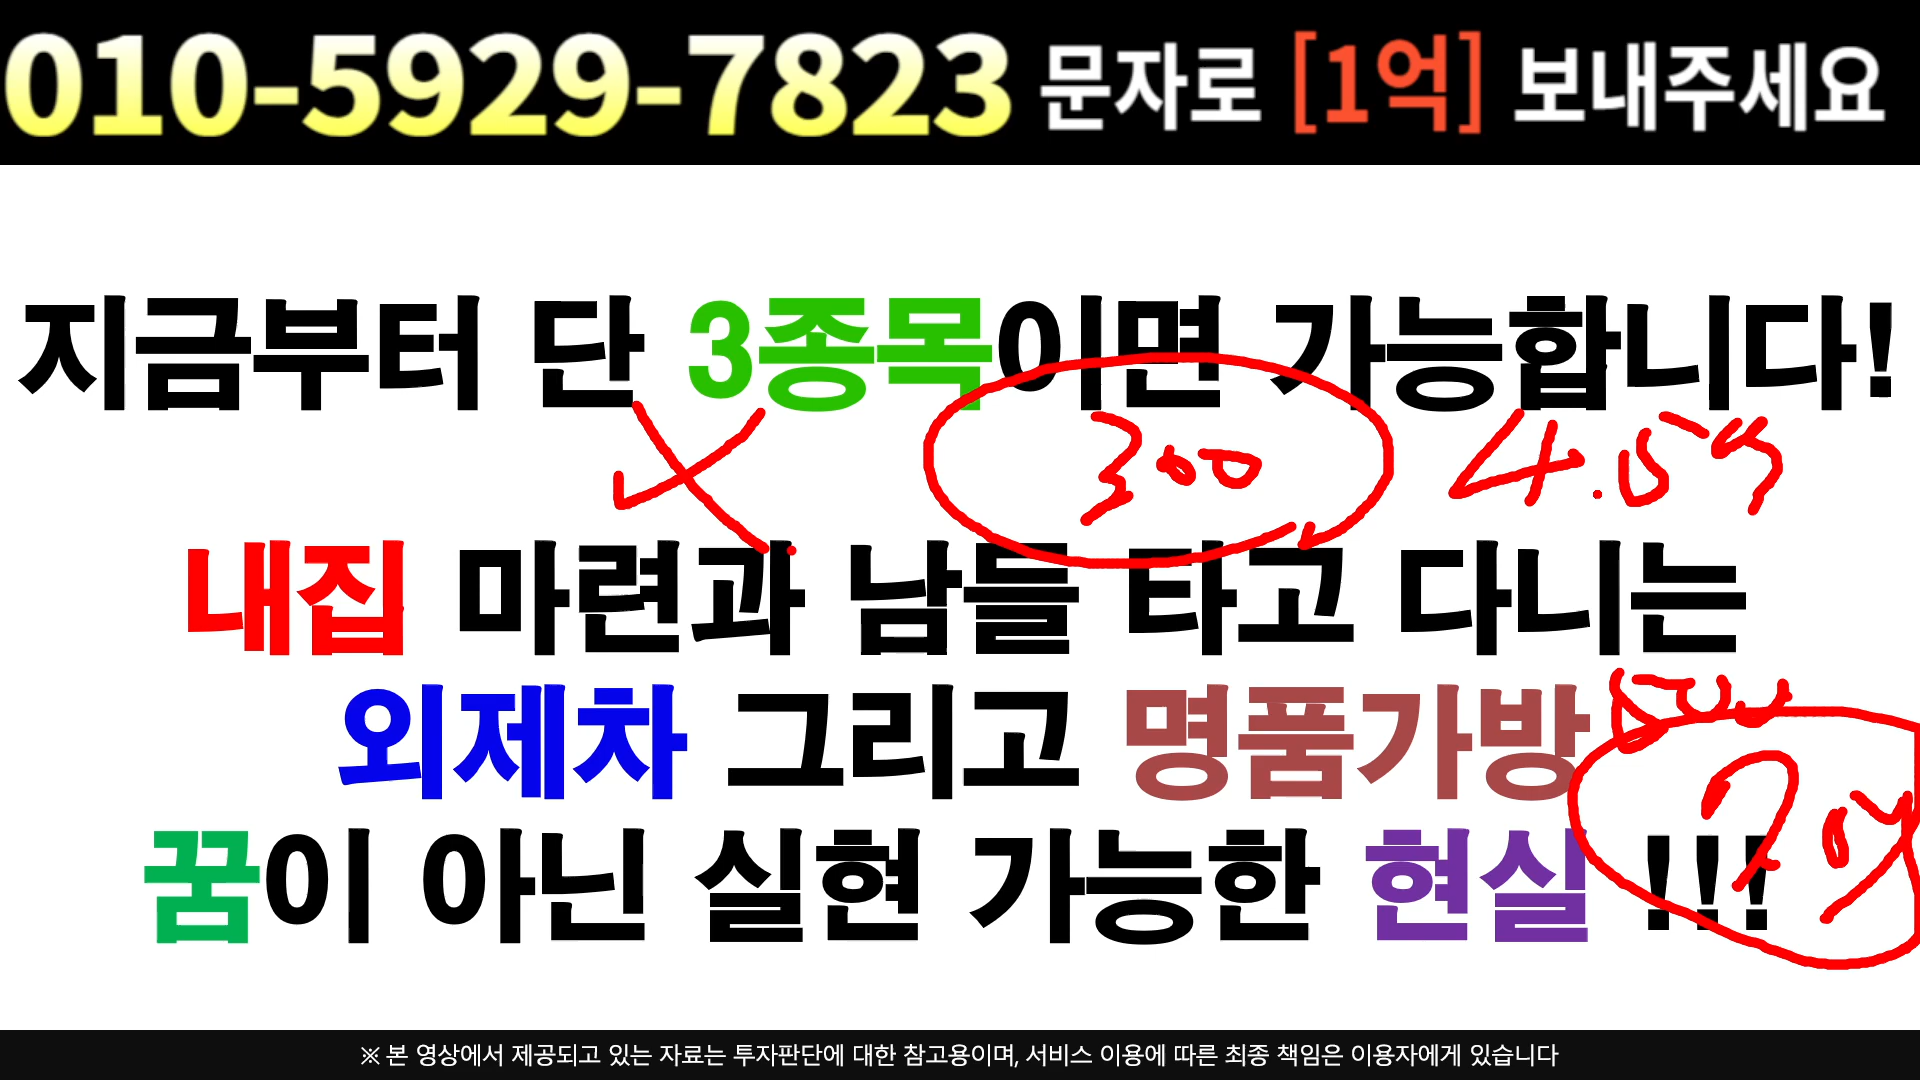 010-5929-7823 문자로 [1억] 보내주세요
지금부터 단 3종목이면 가능합니다!
300 4.5억
내집 마련과 남들 타고 다니는
외제차 그리고 명품가방
꿈이 아닌 실현 가능한 현실 !!!
※ 본 영상에서 제공되고 있는 자료는 투자판단에 대한 참고용이며, 서비스 이용에 따른 최종 책임은 이용자에게 있습니다